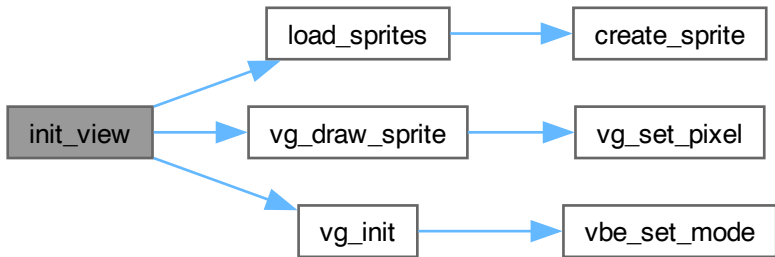 load_sprites
create_sprite
init_view
vg_draw_sprite
vg_set_pixel
vg_init
vbe_set_mode